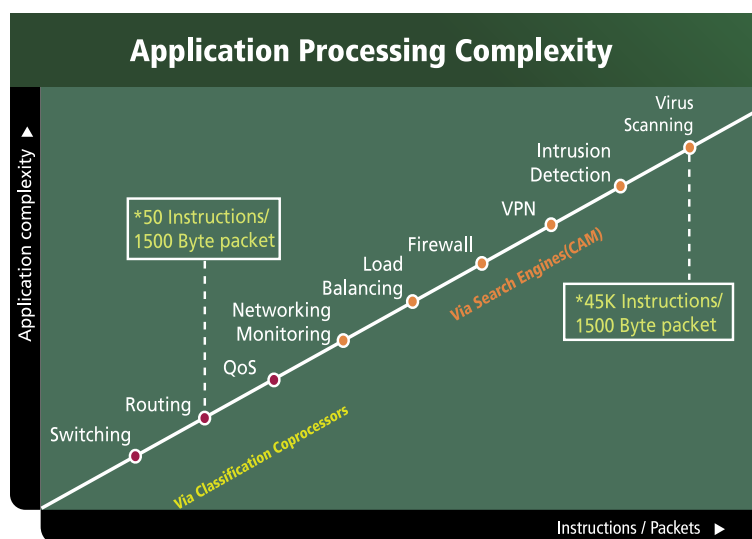 Application Processing Complexity
Application complexity ▲
Virus
Scanning
Intrusion
Detection
VPN
*50 Instructions/
1500 Byte packet
Firewall
Via Search Engines(CAM)
Load
Balancing
*45K Instructions/
1500 Byte packet
Networking
Monitoring
QoS
Routing
Switching
Via Classification Coprocessors
Instructions / Packets ▶